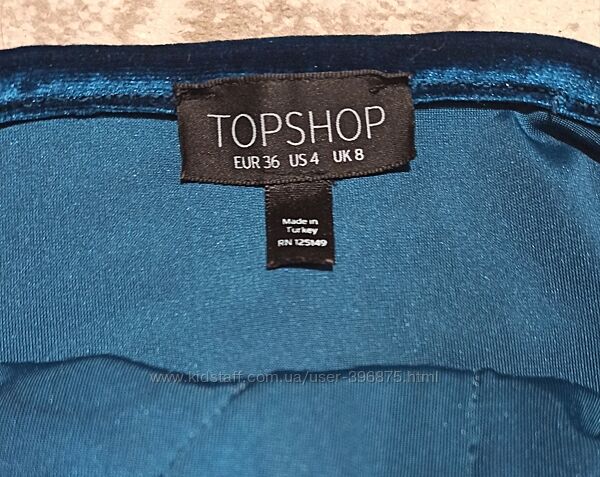 TOPSHOP
EUR 36 US 4 UK 8
Made in
Turkey
RN 125149
www.kidstaff.com.ua/user-396875.html